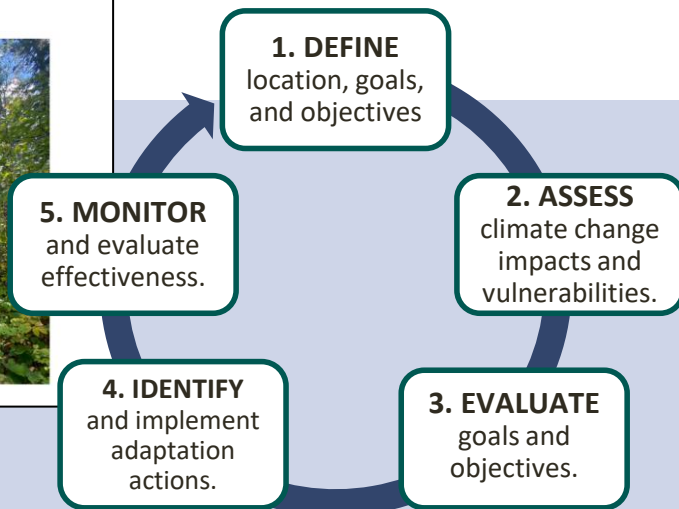 1. DEFINE
location, goals,
and objectives
2. ASSESS
climate change
impacts and
vulnerabilities.
3. EVALUATE
goals and
objectives.
4. IDENTIFY
and implement
adaptation
actions.
5. MONITOR
and evaluate
effectiveness.